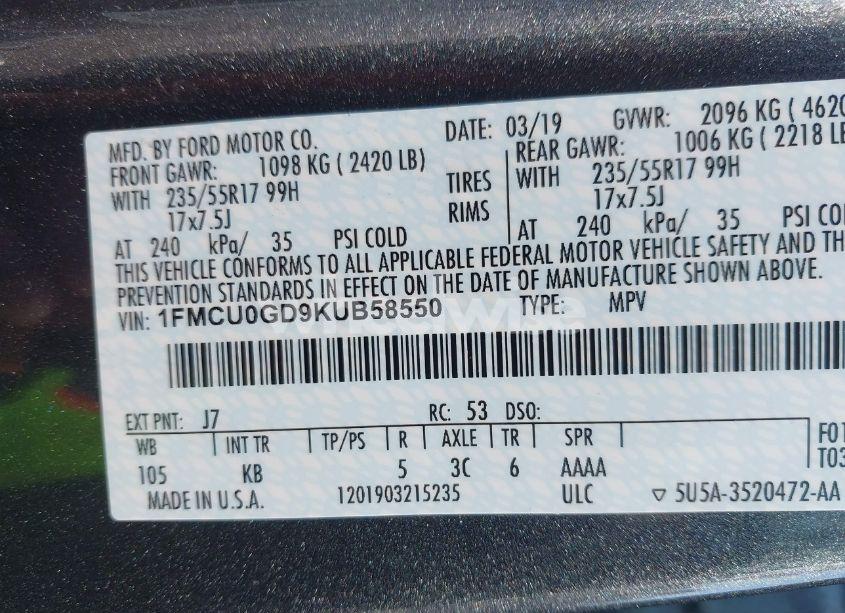 MFD. BY FORD MOTOR CO. DATE: 03/19 GVWR: 2096 KG ( 4620
FRONT GAWR: 1098 KG ( 2420 LB) REAR GAWR: 1006 KG ( 2218 LB
WITH 235/55R17 99H TIRES WITH 235/55R17 99H
17x7.5J RIMS 17x7.5J
AT 240 kPa/ 35 PSI COLD AT 240 kPa/ 35 PSI COL
THIS VEHICLE CONFORMS TO ALL APPLICABLE FEDERAL MOTOR VEHICLE SAFETY AND THE
PREVENTION STANDARDS IN EFFECT ON THE DATE OF MANUFACTURE SHOWN ABOVE.
VIN: 1FMCU0GD9KUB58550 TYPE: MPV
EXT PNT: J7 RC: 53 DSO:
WB INT TR TP/PS R AXLE TR SPR F01
105 KB 5 3C 6 AAAA T03
MADE IN U.S.A. 1201903215235 ULC ▽ 5U5A-3520472-AA